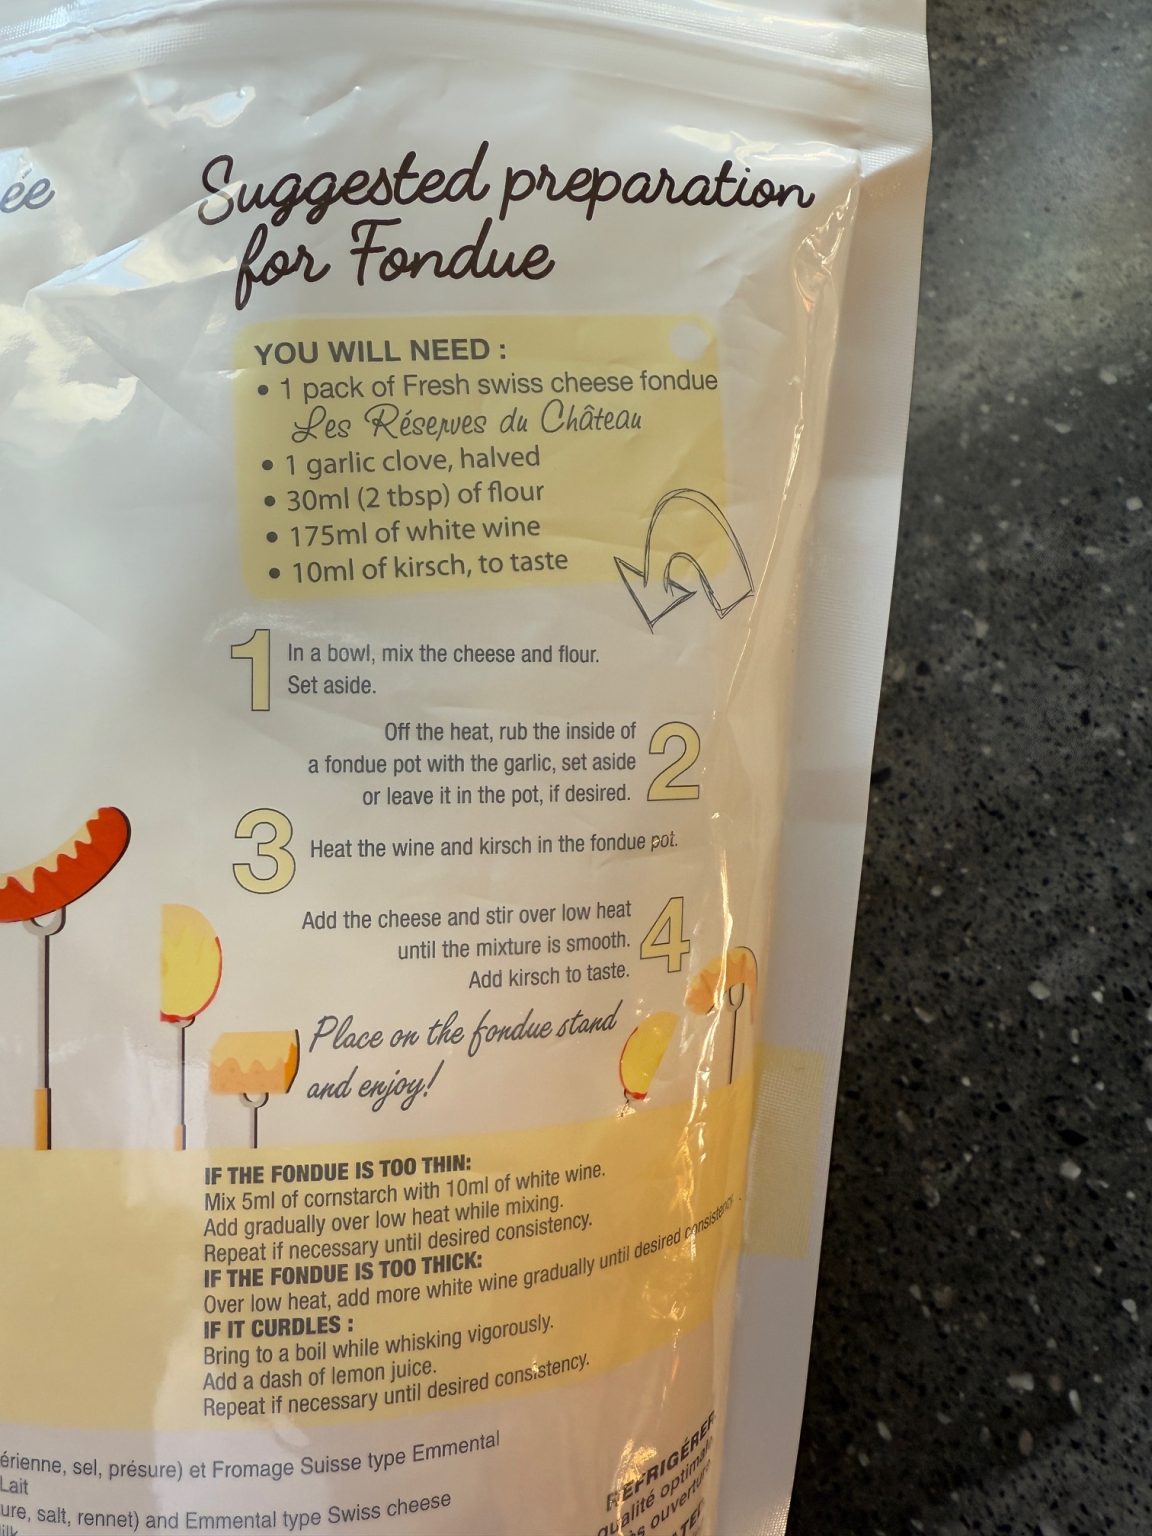 ée
Suggested preparation
for Fondue
YOU WILL NEED :
• 1 pack of Fresh swiss cheese fondue
Les Réserves du Château
• 1 garlic clove, halved
• 30ml (2 tbsp) of flour
• 175ml of white wine
• 10ml of kirsch, to taste
1
In a bowl, mix the cheese and flour.
Set aside.
2
Off the heat, rub the inside of
a fondue pot with the garlic, set aside
or leave it in the pot, if desired.
3
Heat the wine and kirsch in the fondue pot.
4
Add the cheese and stir over low heat
until the mixture is smooth.
Add kirsch to taste.
Place on the fondue stand
and enjoy!
IF THE FONDUE IS TOO THIN:
Mix 5ml of cornstarch with 10ml of white wine.
Add gradually over low heat while mixing.
Repeat if necessary until desired consistency.
IF THE FONDUE IS TOO THICK:
Over low heat, add more white wine gradually until desired consistency.
IF IT CURDLES :
Bring to a boil while whisking vigorously.
Add a dash of lemon juice.
Repeat if necessary until desired consistency.
érienne, sel, présure) et Fromage Suisse type Emmental
Lait
ure, salt, rennet) and Emmental type Swiss cheese
RÉFRIGÉRER
qualité optimale
ès ouverture